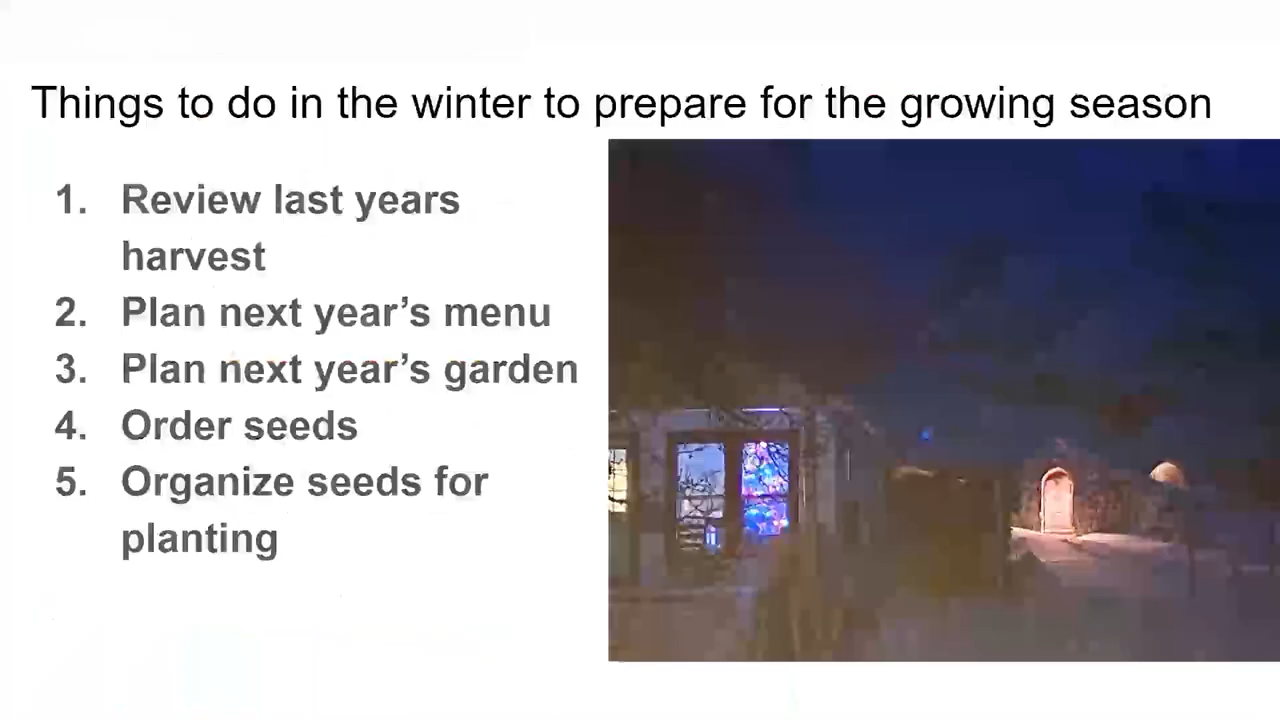 Things to do in the winter to prepare for the growing season
1. Review last years
harvest
2. Plan next year’s menu
3. Plan next year’s garden
4. Order seeds
5. Organize seeds for
planting